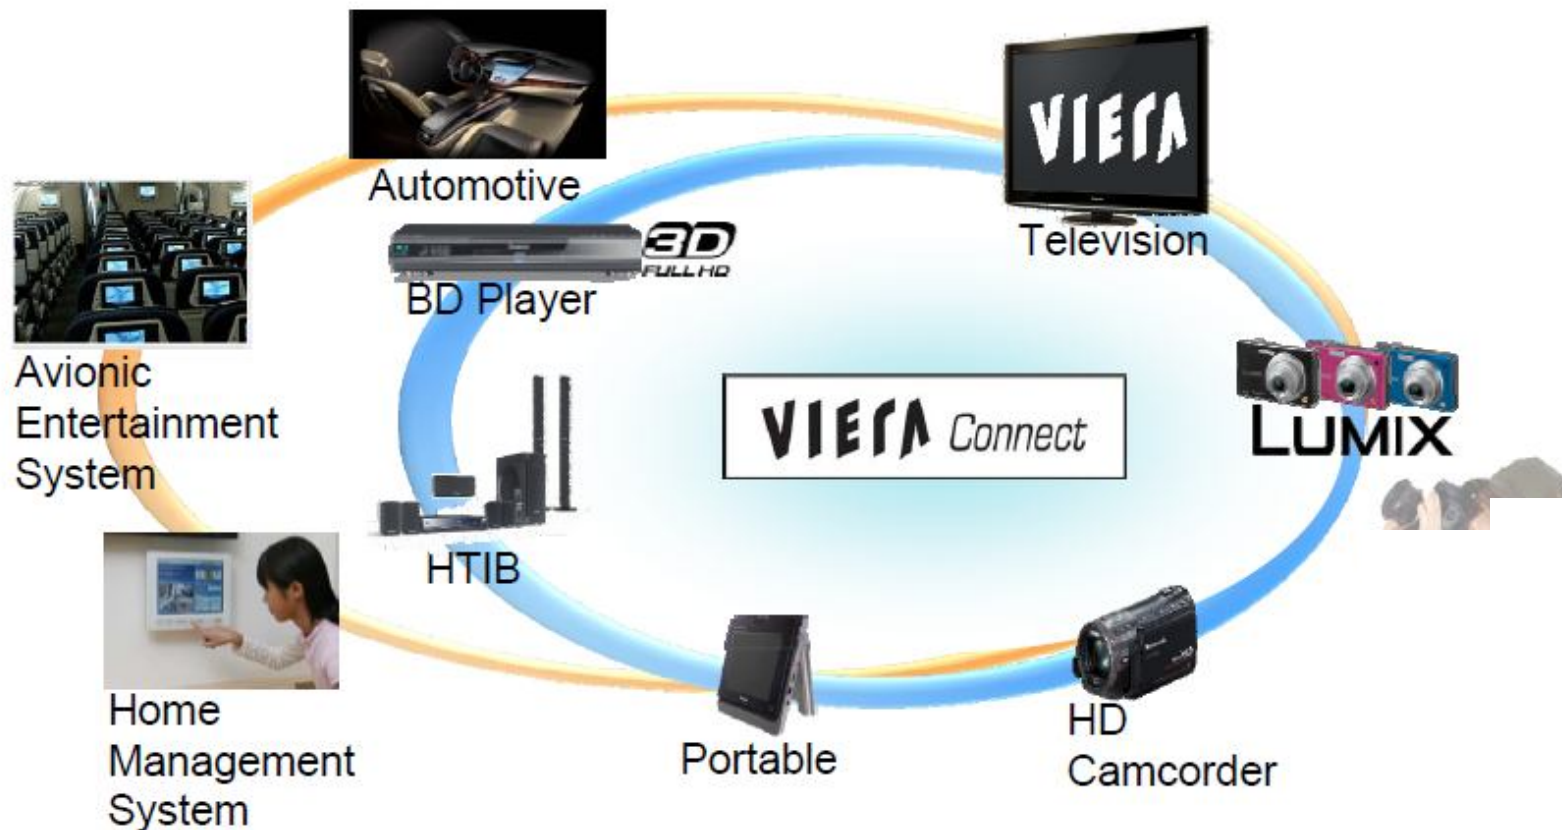 Automotive
VIERA
Television
3D
FULL HD
BD Player
Avionic
Entertainment
System
VIERA Connect
LUMIX
HTIB
Home
Management
System
Portable
HD
Camcorder